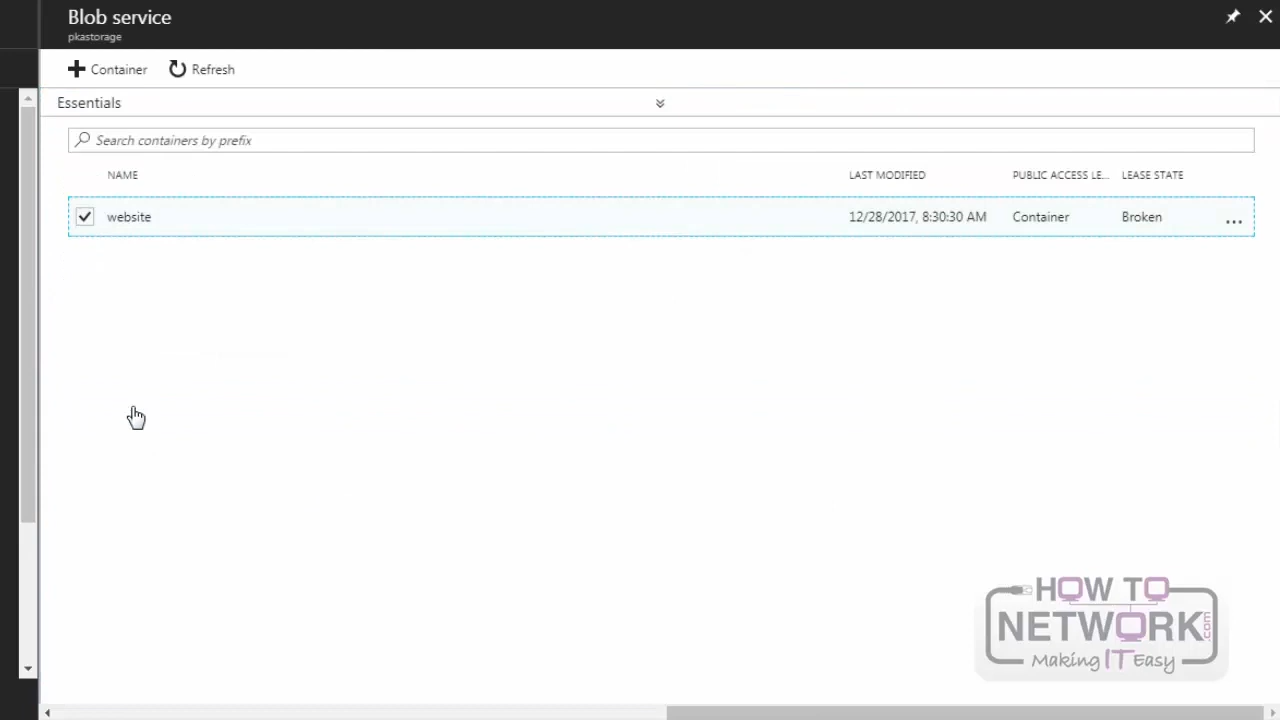 Blob service
pkastorage
Container Refresh
Essentials
Search containers by prefix
NAME LAST MODIFIED PUBLIC ACCESS LE... LEASE STATE
website 12/28/2017, 8:30:30 AM Container Broken ...
HOW TO
NETWORK.com
Making IT Easy